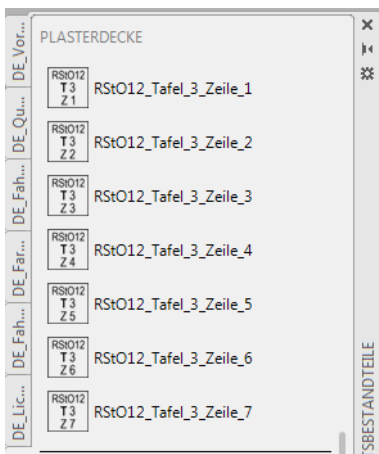 PLASTERDECKE
RStO12
T3
Z1
RStO12_Tafel_3_Zeile_1
RStO12
T3
Z2
RStO12_Tafel_3_Zeile_2
RStO12
T3
Z3
RStO12_Tafel_3_Zeile_3
RStO12
T3
Z4
RStO12_Tafel_3_Zeile_4
RStO12
T3
Z5
RStO12_Tafel_3_Zeile_5
RStO12
T3
Z6
RStO12_Tafel_3_Zeile_6
RStO12
T3
Z7
RStO12_Tafel_3_Zeile_7
DE_Vor...
DE_Qu...
DE_Fah...
DE_Far...
DE_Fah...
DE_Lic...
SBESTANDTEILE